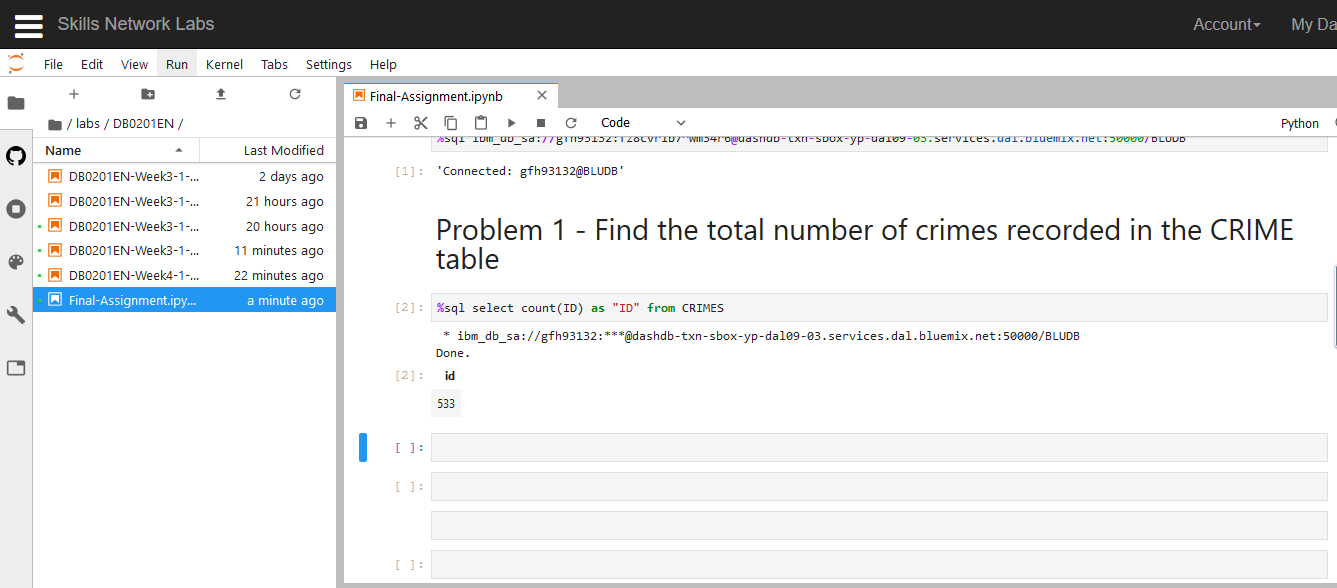 Skills Network Labs
Account
My Da
File Edit View Run Kernel Tabs Settings Help
/ labs / DB0201EN /
Name Last Modified
DB0201EN-Week3-1-... 2 days ago
DB0201EN-Week3-1-... 21 hours ago
DB0201EN-Week3-1-... 20 hours ago
DB0201EN-Week3-1-... 11 minutes ago
DB0201EN-Week4-1-... 22 minutes ago
Final-Assignment.ipy... a minute ago
Final-Assignment.ipynb
Code
Python
%sql ibm_db_sa://gfh93132: dashdb-txn-sbox-yp-dal09-03.services.dal.bluemix.net:50000/BLUDB
[1]: 'Connected: gfh93132@BLUDB'
Problem 1 - Find the total number of crimes recorded in the CRIME
table
[2]: %sql select count(ID) as "ID" from CRIMES
* ibm_db_sa://gfh93132:***@dashdb-txn-sbox-yp-dal09-03.services.dal.bluemix.net:50000/BLUDB
Done.
[2]: id
533
[ ]:
[ ]:
[ ]: